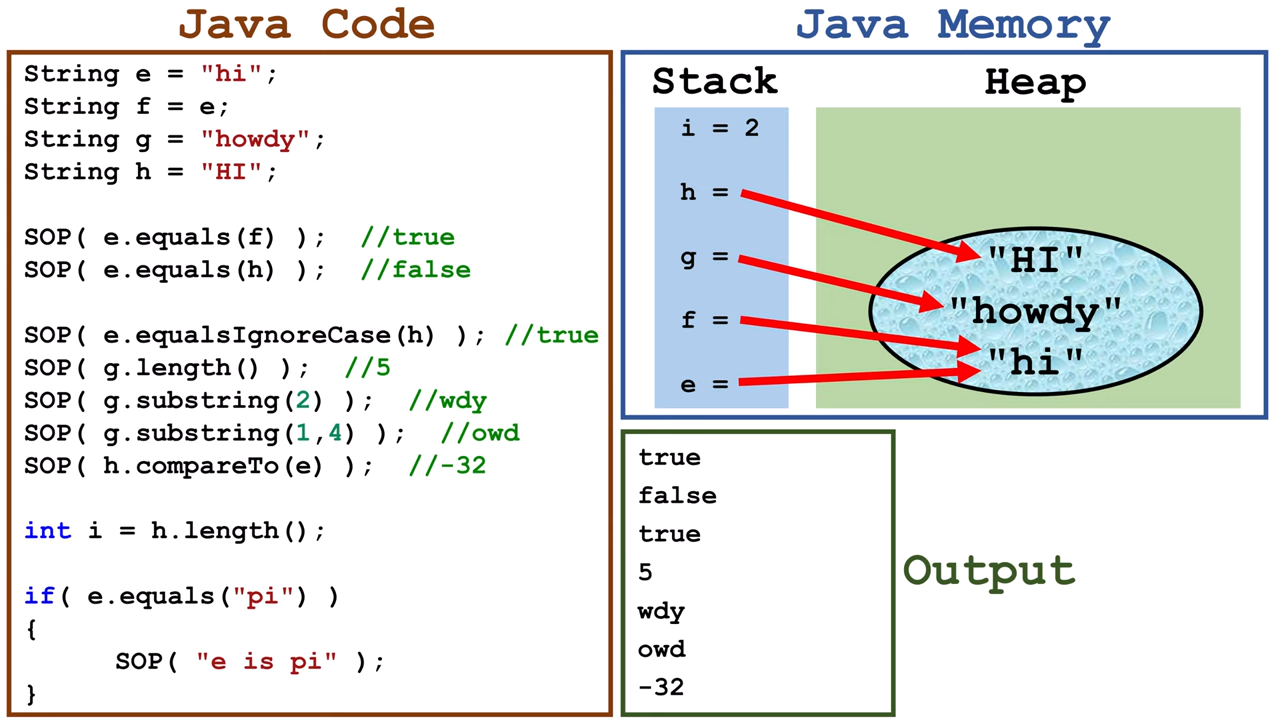 Java Code
String e = "hi";
String f = e;
String g = "howdy";
String h = "HI";
SOP( e.equals(f) );  //true
SOP( e.equals(h) );  //false
SOP( e.equalsIgnoreCase(h) ); //true
SOP( g.length() );  //5
SOP( g.substring(2) );  //wdy
SOP( g.substring(1,4) );  //owd
SOP( h.compareTo(e) );  //-32
int i = h.length();
if( e.equals("pi") )
{
SOP( "e is pi" );
}
Java Memory
Stack
i = 2
h =
g =
f =
e =
Heap
"HI"
"howdy"
"hi"
true
false
true
5
wdy
owd
-32
Output